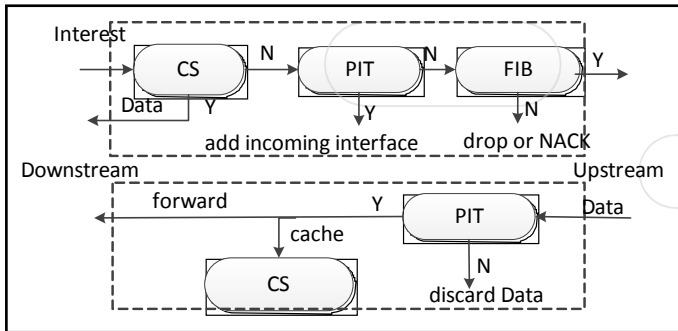 Interest
CS
N
PIT
N
FIB
Y
Data
Y
Y
N
add incoming interface
drop or NACK
Downstream
Upstream
forward
Y
PIT
Data
cache
N
CS
discard Data